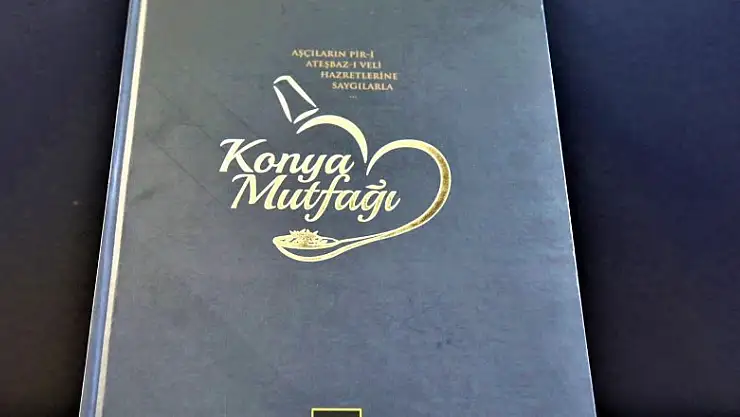 AŞÇILARIN PİR-İ
ATEŞBAZ-I VELİ
HAZRETLERİNE
SAYGILARLA
...
Konya
Mutfağı